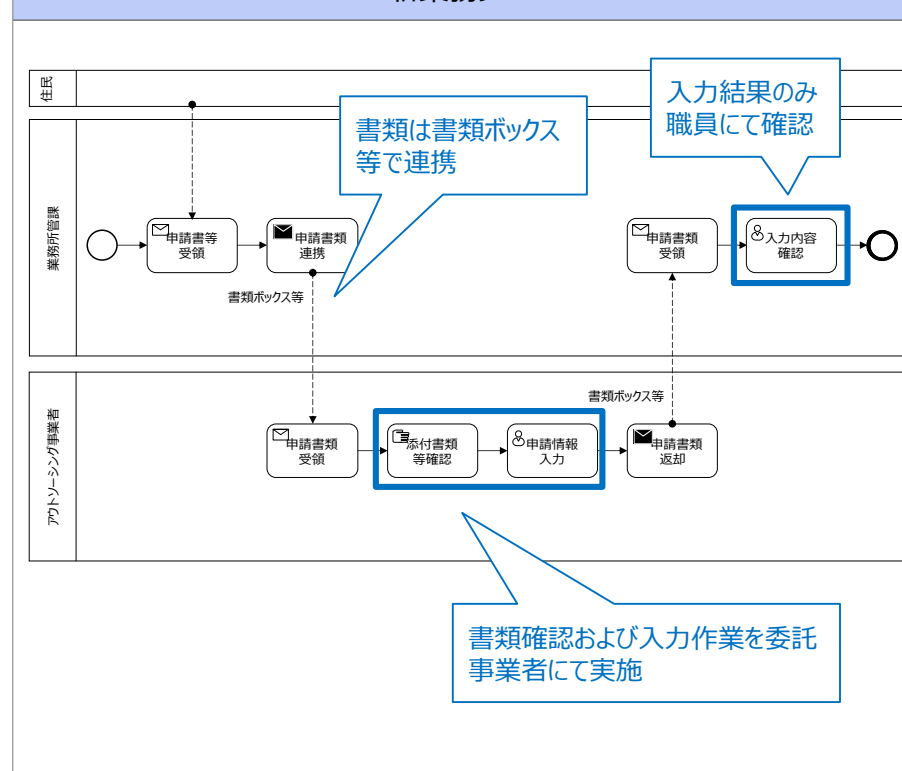 住民
書類は書類ボックス
等で連携
入力結果のみ
職員にて確認
業務所管課
申請書等
受領
申請書類
連携
申請書類
受領
入力内容
確認
書類ボックス等
書類ボックス等
アウトソーシング事業者
申請書類
受領
添付書類
等確認
申請情報
入力
申請書類
返却
書類確認および入力作業を委託
事業者にて実施